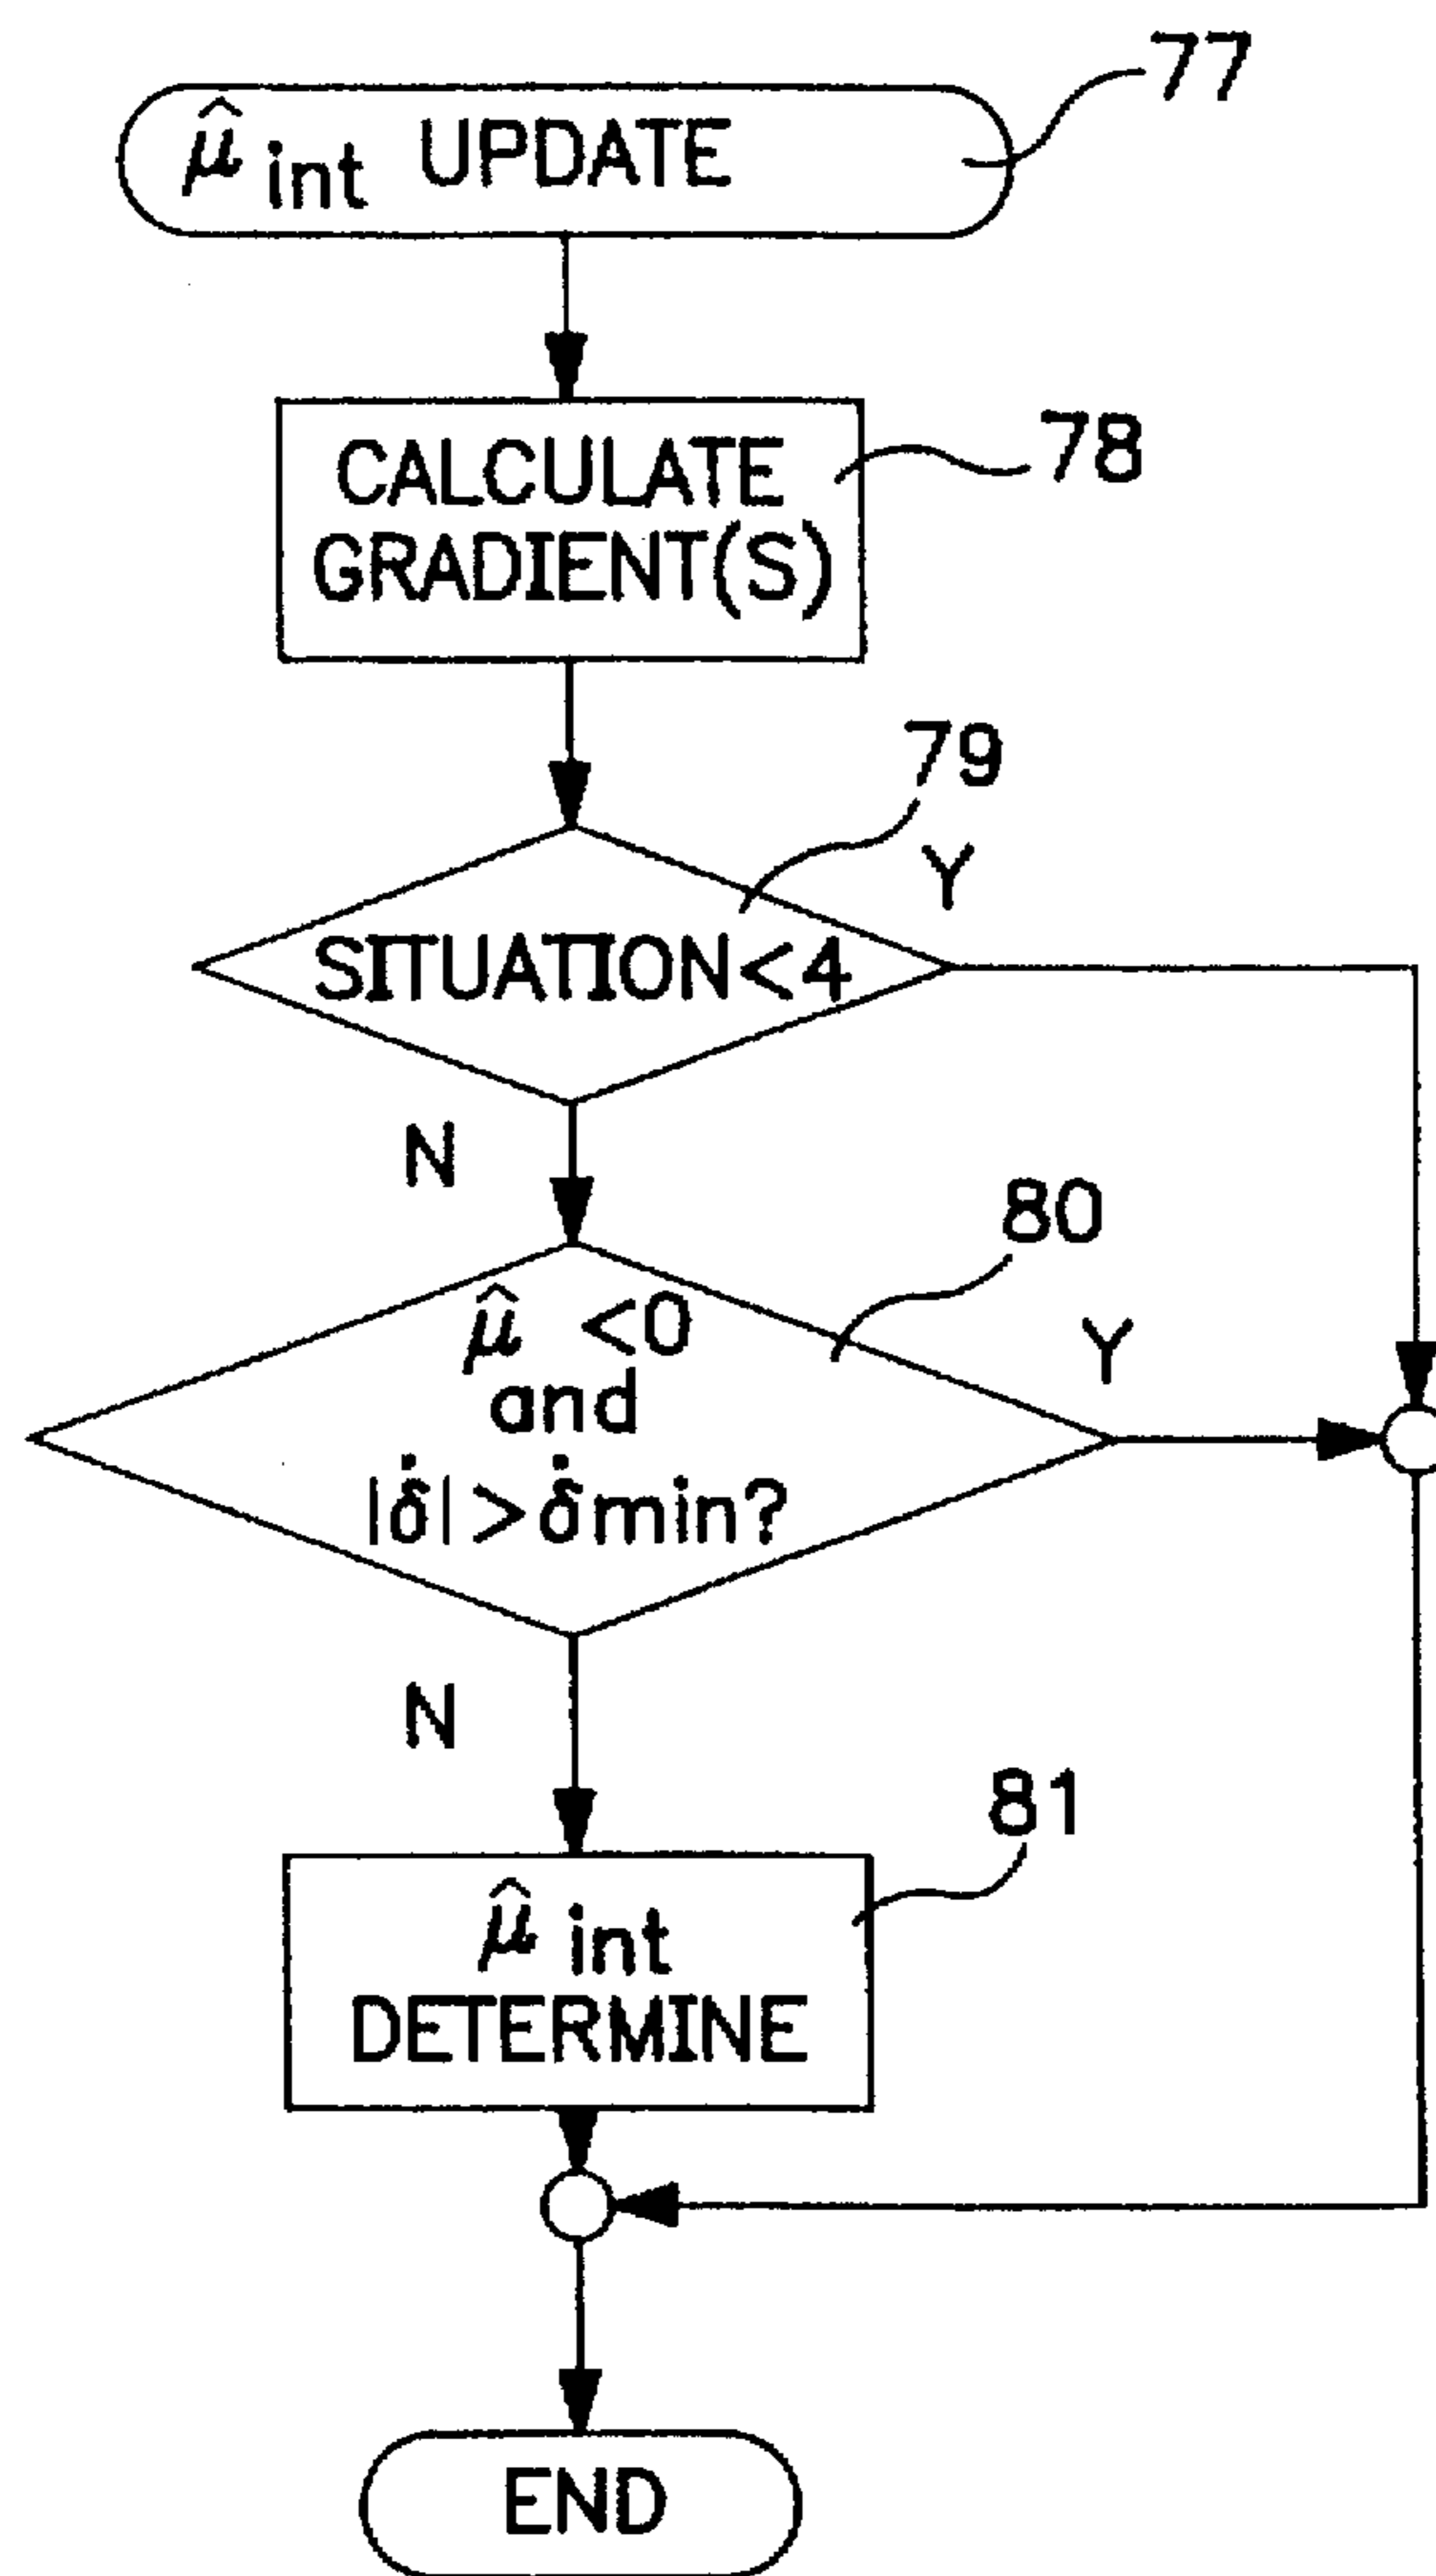 77
μ̂ int UPDATE
78
CALCULATE
GRADIENT(S)
79
Y
SITUATION<4
N
80
μ̂ <0
Y
and
|δ̇|>δ̇min?
N
81
μ̂ int
DETERMINE
END